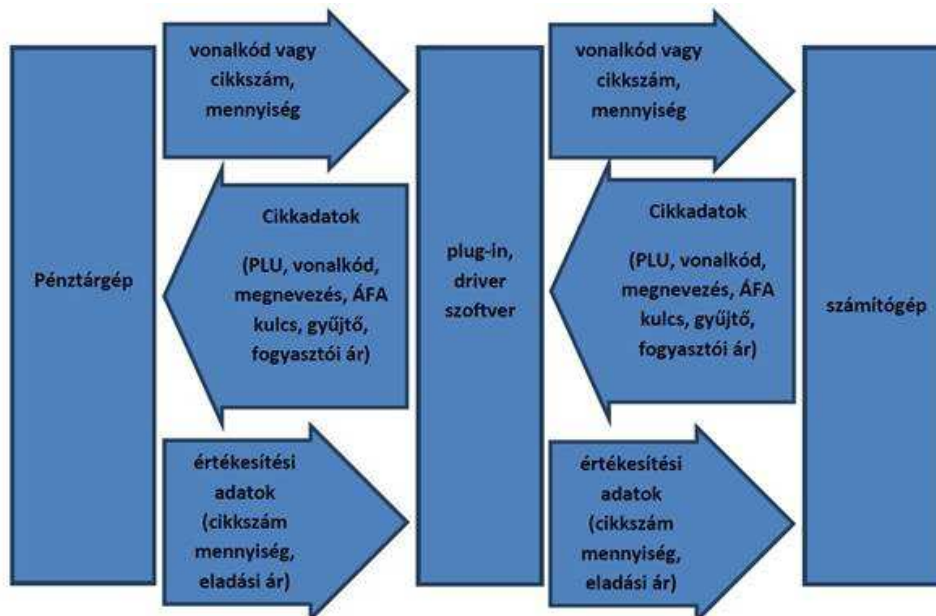 vonalkód vagy
cikkszám,
mennyiség
vonalkód vagy
cikkszám,
mennyiség
Pénztárgép
Cikkadatok
(PLU, vonalkód,
megnevezés, ÁFA
kulcs, gyűjtő,
fogyasztói ár)
plug-in,
driver
szoftver
Cikkadatok
(PLU, vonalkód,
megnevezés, ÁFA
kulcs, gyűjtő,
fogyasztói ár)
számítógép
értékesítési
adatok
(cikkszám
mennyiség,
eladási ár)
értékesítési
adatok
(cikkszám
mennyiség,
eladási ár)